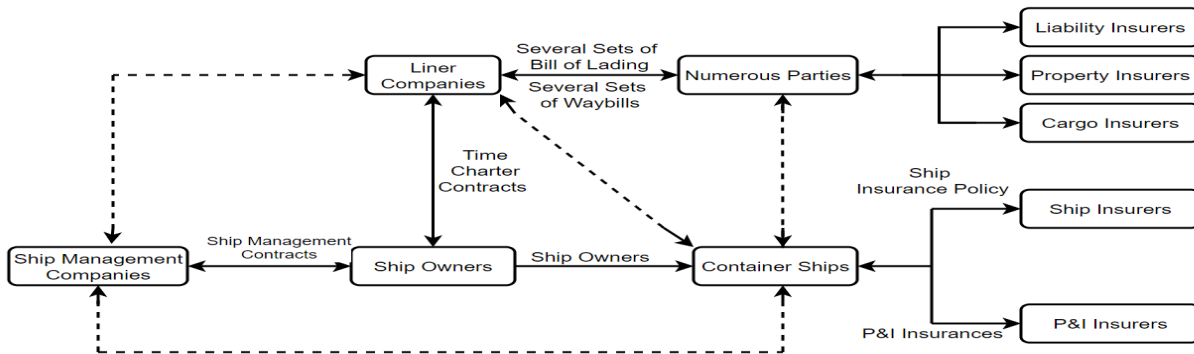 Liability Insurers
Several Sets of
Bill of Lading
Liner
Companies
Numerous Parties
Property Insurers
Several Sets
of Waybills
Cargo Insurers
Time
Charter
Contracts
Ship
Insurance Policy
Ship Insurers
Ship Management
Contracts
Ship Management
Companies
Ship Owners
Ship Owners
Container Ships
P&I Insurances
P&I Insurers